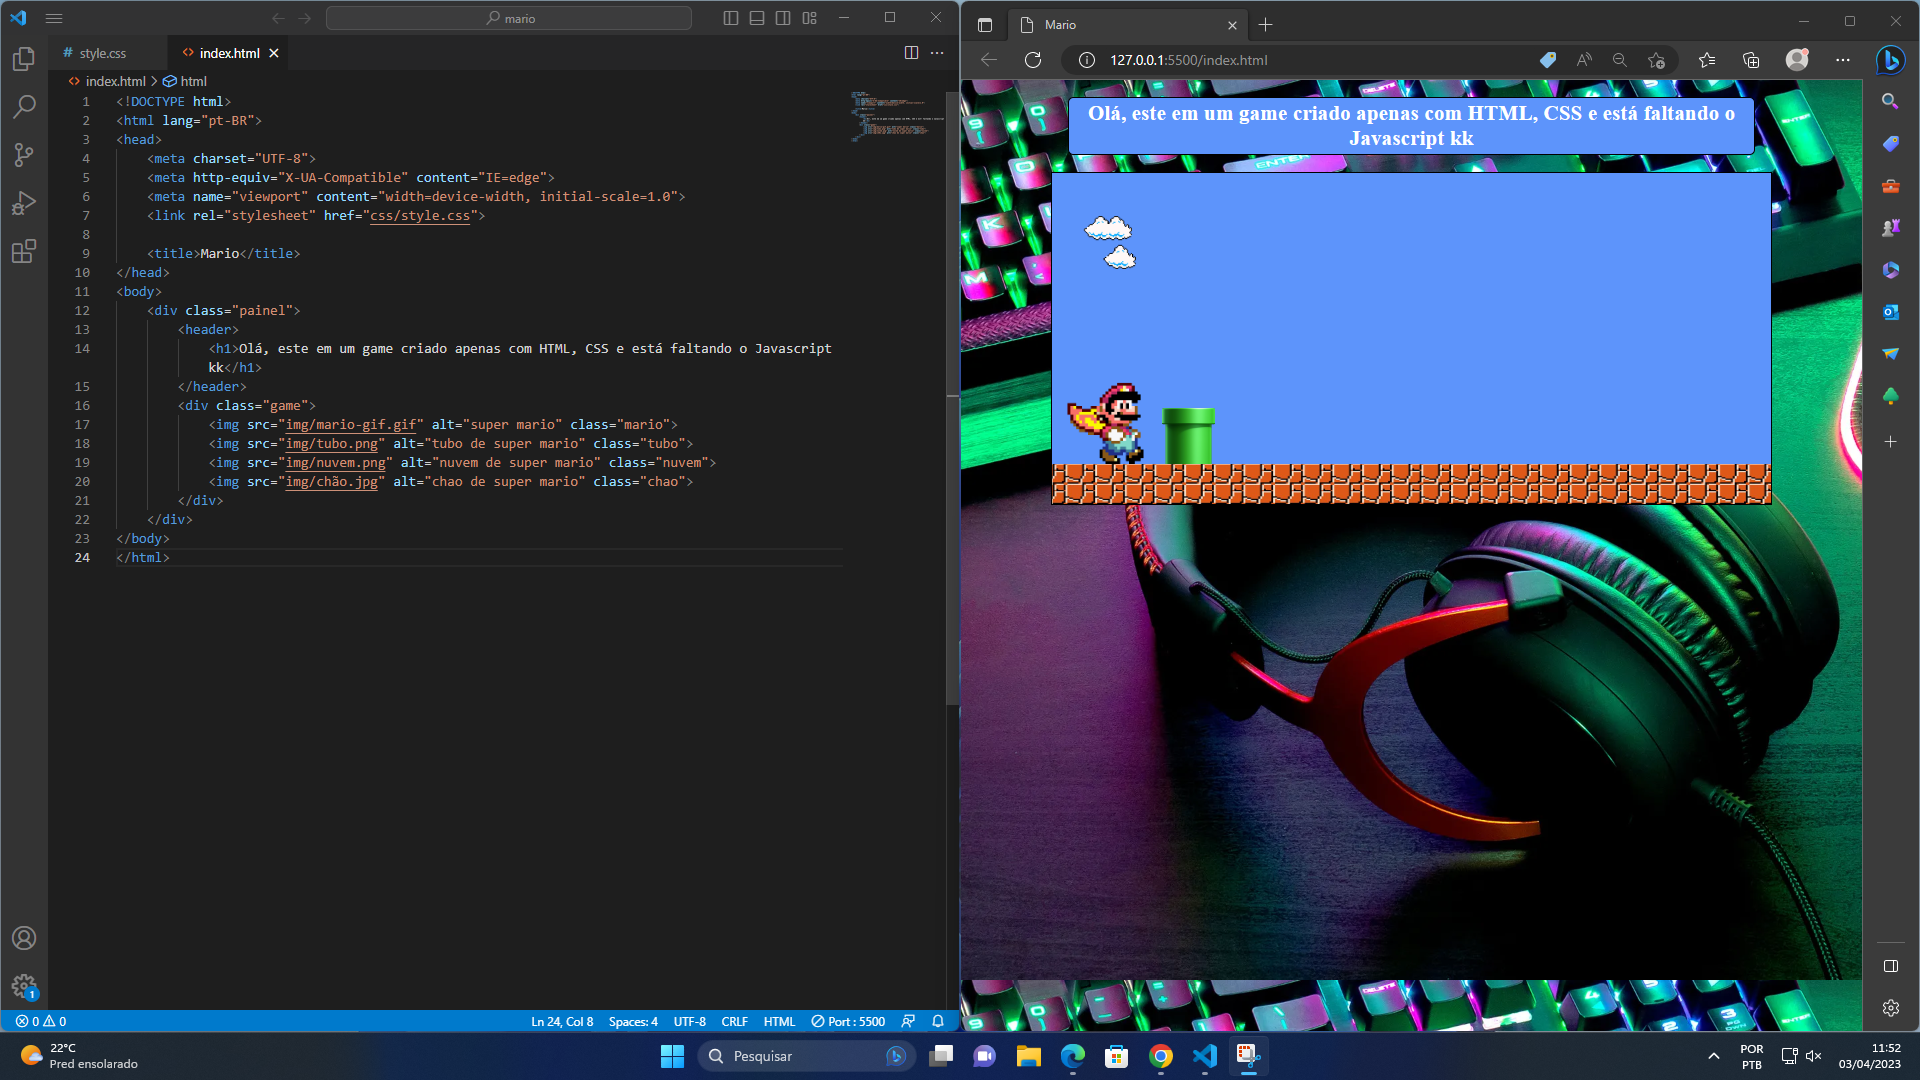 mario
style.css
index.html
index.html > html
1 <!DOCTYPE html>
2 <html lang="pt-BR">
3 <head>
4 <meta charset="UTF-8">
5 <meta http-equiv="X-UA-Compatible" content="IE=edge">
6 <meta name="viewport" content="width=device-width, initial-scale=1.0">
7 <link rel="stylesheet" href="css/style.css">
8
9 <title>Mario</title>
10 </head>
11 <body>
12 <div class="painel">
13 <header>
14 <h1>Olá, este em um game criado apenas com HTML, CSS e está faltando o Javascript
kk</h1>
15 </header>
16 <div class="game">
17 <img src="img/mario-gif.gif" alt="super mario" class="mario">
18 <img src="img/tubo.png" alt="tubo de super mario" class="tubo">
19 <img src="img/nuvem.png" alt="nuvem de super mario" class="nuvem">
20 <img src="img/chão.jpg" alt="chao de super mario" class="chao">
21 </div>
22 </div>
23 </body>
24 </html>
1
0 0
Ln 24, Col 8
Spaces: 4
UTF-8
CRLF
HTML
Port : 5500
Mario
127.0.0.1:5500/index.html
Olá, este em um game criado apenas com HTML, CSS e está faltando o
Javascript kk
ENTER
DELETE
22°C
Pred ensolarado
Pesquisar
POR
PTB
11:52
03/04/2023